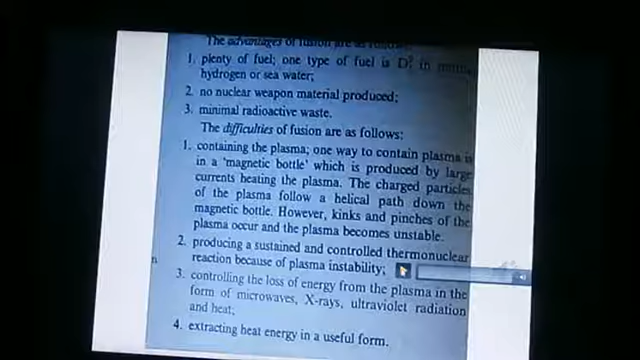 The advantages of fusion are as follows:
1. plenty of fuel; one type of fuel is D₂ in
hydrogen or sea water;
2. no nuclear weapon material produced;
3. minimal radioactive waste.
The difficulties of fusion are as follows:
1. containing the plasma; one way to contain plasma is
in a 'magnetic bottle' which is produced by large
currents heating the plasma. The charged particles
of the plasma follow a helical path down the
magnetic bottle. However, kinks and pinches of the
plasma occur and the plasma becomes unstable.
2. producing a sustained and controlled thermonuclear
reaction because of plasma instability;
3. controlling the loss of energy from the plasma in the
form of microwaves, X-rays, ultraviolet radiation
and heat;
4. extracting heat energy in a useful form.